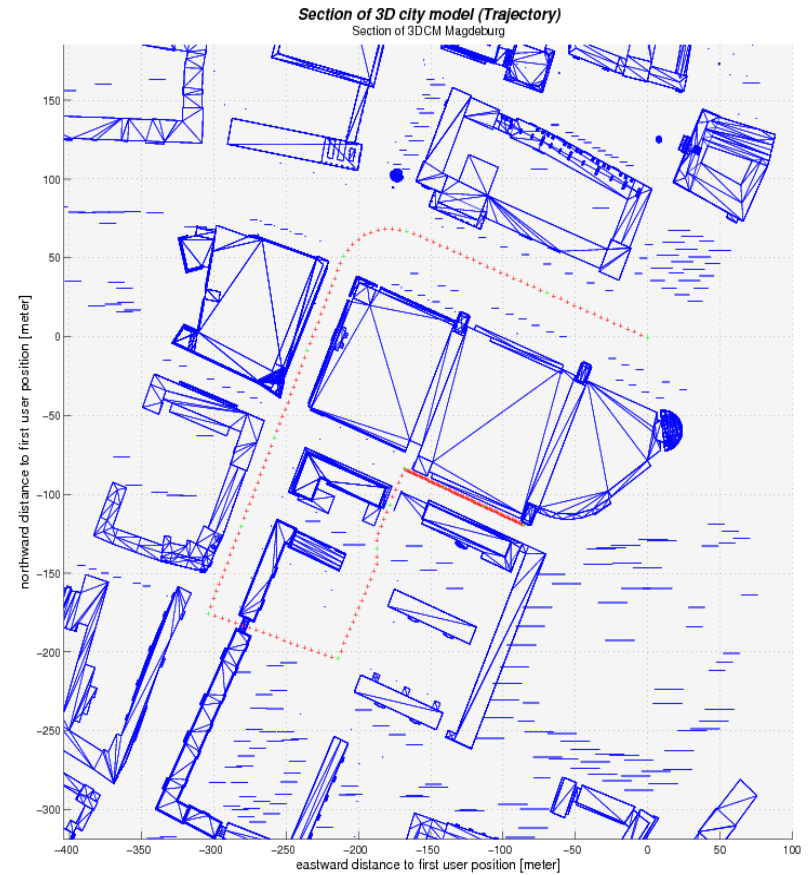 Section of 3D city model (Trajectory)
Section of 3DCM Magdeburg
150
100
50
0
−50
−100
−150
−200
−250
−300
northward distance to first user position [meter]
−400 −350 −300 −250 −200 −150 −100 −50 0 50 100
eastward distance to first user position [meter]